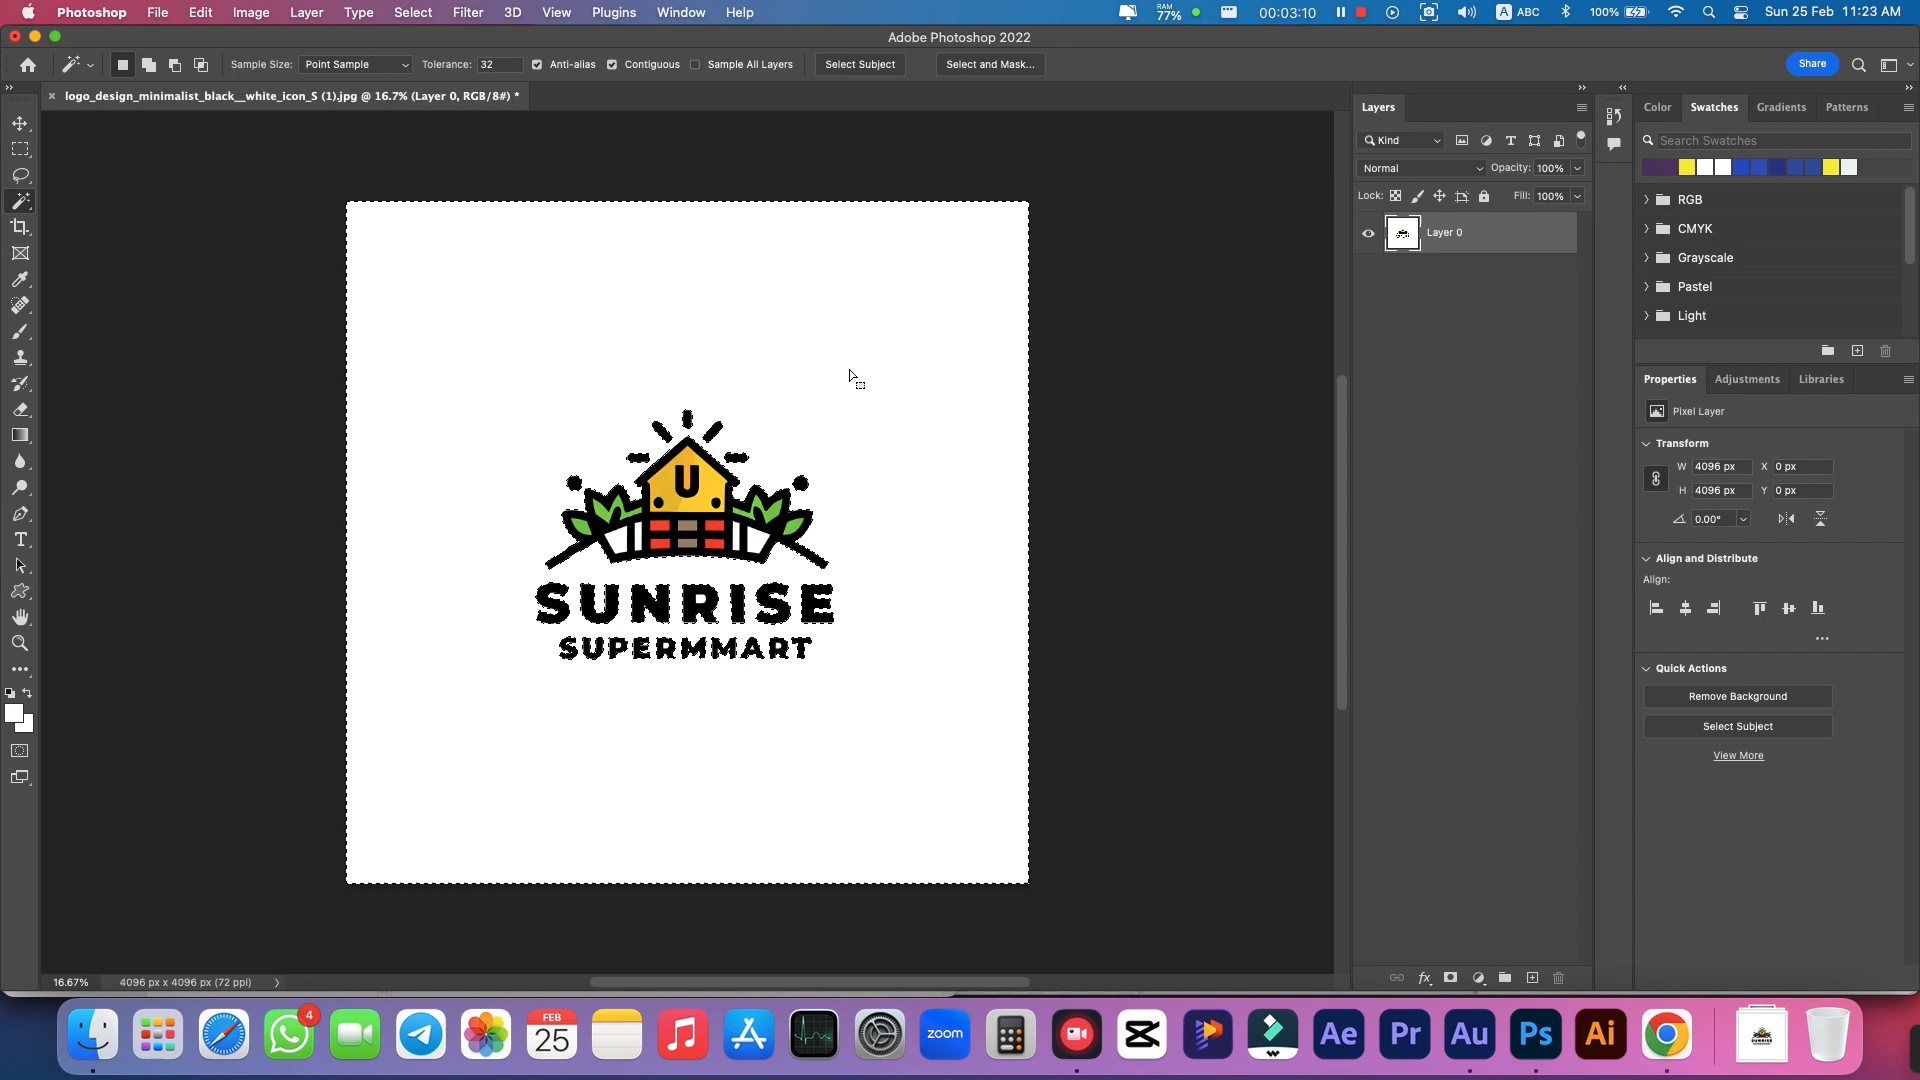 Photoshop File Edit Image Layer Type Select Filter 3D View Plugins Window Help RAM 77% 00:03:10 A ABC 100% Sun 25 Feb 11:23 AM
Adobe Photoshop 2022
Sample Size: Point Sample Tolerance: 32 Anti-alias Contiguous Sample All Layers Select Subject Select and Mask... Share
logo_design_minimalist_black__white_icon_S (1).jpg @ 16.7% (Layer 0, RGB/8#) *
Layers
Kind
Normal Opacity: 100%
Lock: Fill: 100%
Layer 0
Color Swatches Gradients Patterns
Search Swatches
RGB
CMYK
Grayscale
Pastel
Light
Properties Adjustments Libraries
Pixel Layer
Transform
W 4096 px X 0 px
H 4096 px Y 0 px
0.00°
Align and Distribute
Align:
Quick Actions
Remove Background
Select Subject
View More
U
SUNRISE
SUPERMMART
16.67% 4096 px x 4096 px (72 ppi)
fx
4
FEB
25
zoom
Ae Pr Au Ps Ai